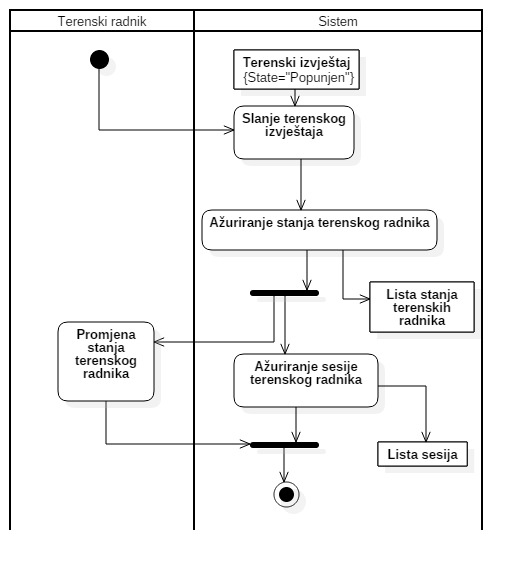 Terenski radnik
Sistem
Terenski izvještaj
{State="Popunjen"}
Slanje terenskog
izvještaja
Ažuriranje stanja terenskog radnika
Lista stanja
terenskih
radnika
Promjena
stanja
terenskog
radnika
Ažuriranje sesije
terenskog radnika
Lista sesija